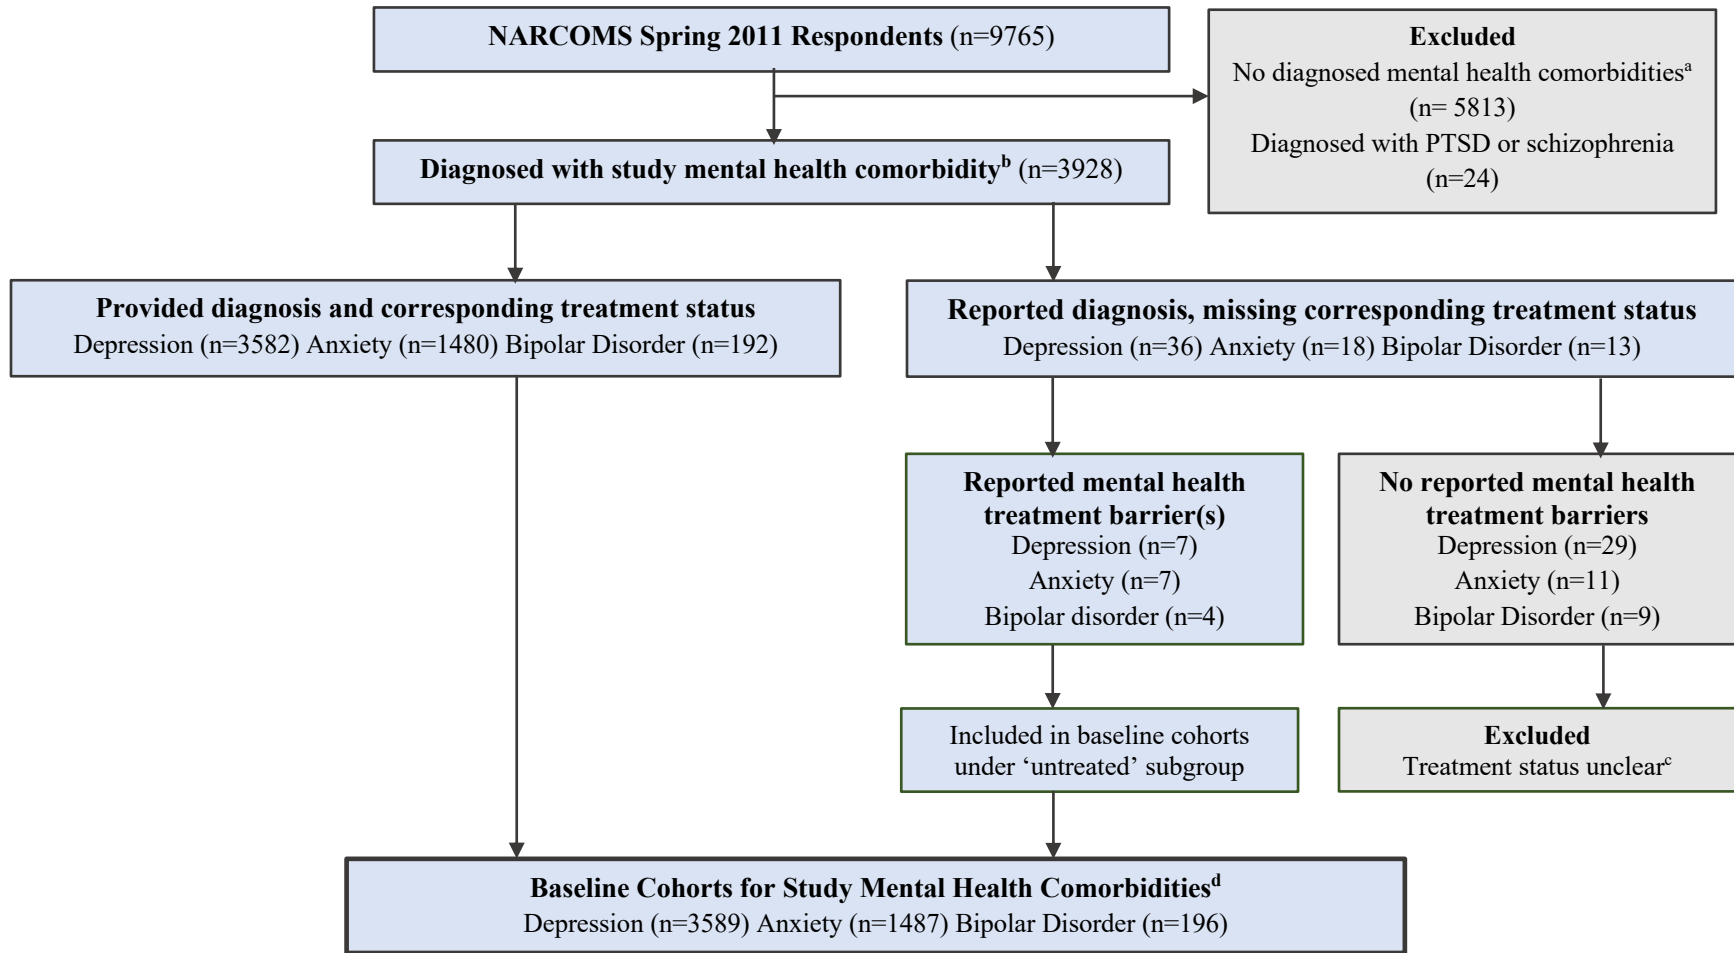 NARCOMS Spring 2011 Respondents (n=9765)
Excluded
No diagnosed mental health comorbiditiesᵃ
(n= 5813)
Diagnosed with PTSD or schizophrenia
(n=24)
Diagnosed with study mental health comorbidityᵇ (n=3928)
Provided diagnosis and corresponding treatment status
Depression (n=3582) Anxiety (n=1480) Bipolar Disorder (n=192)
Reported diagnosis, missing corresponding treatment status
Depression (n=36) Anxiety (n=18) Bipolar Disorder (n=13)
Reported mental health
treatment barrier(s)
Depression (n=7)
Anxiety (n=7)
Bipolar disorder (n=4)
No reported mental health
treatment barriers
Depression (n=29)
Anxiety (n=11)
Bipolar Disorder (n=9)
Included in baseline cohorts
under ‘untreated’ subgroup
Excluded
Treatment status unclearᶜ
Baseline Cohorts for Study Mental Health Comorbiditiesᵈ
Depression (n=3589) Anxiety (n=1487) Bipolar Disorder (n=196)